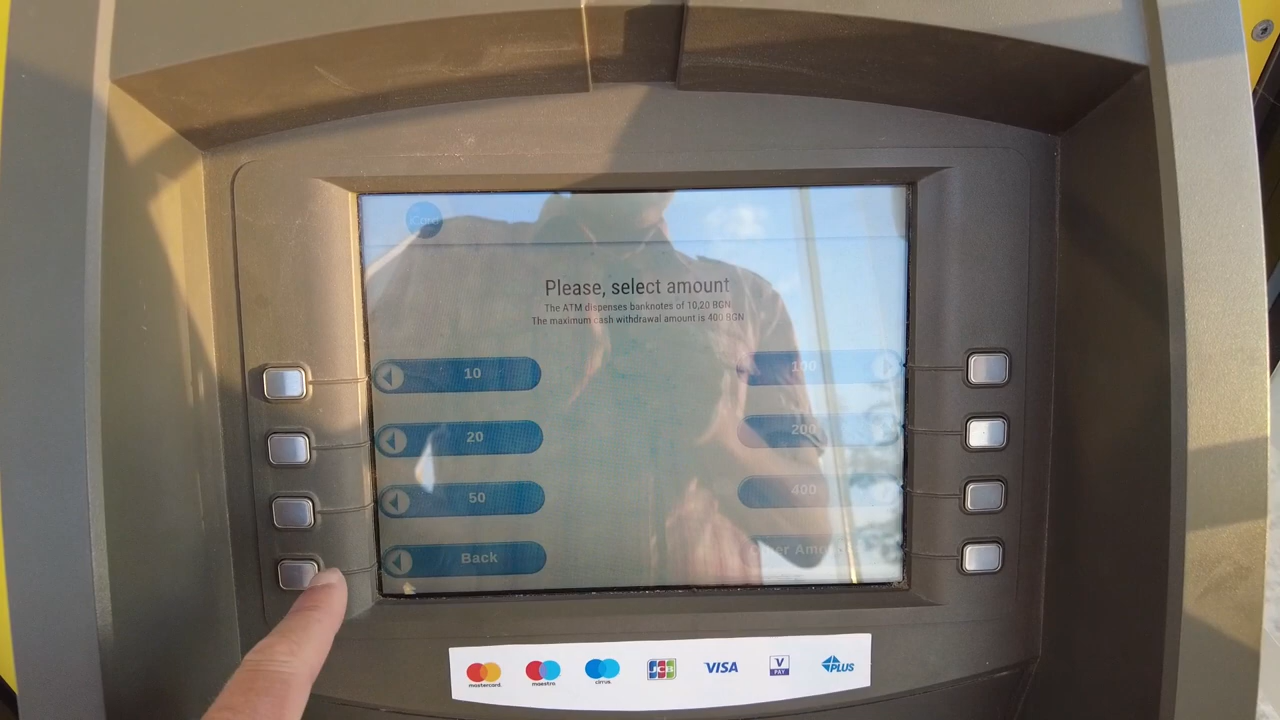 Please, select amount
The ATM dispenses banknotes of 10,20 BGN
The maximum cash withdrawal amount is 400 BGN
10
100
20
200
50
400
Back
mastercard.
maestro
cirrus
JCB
VISA
V PAY
PLUS